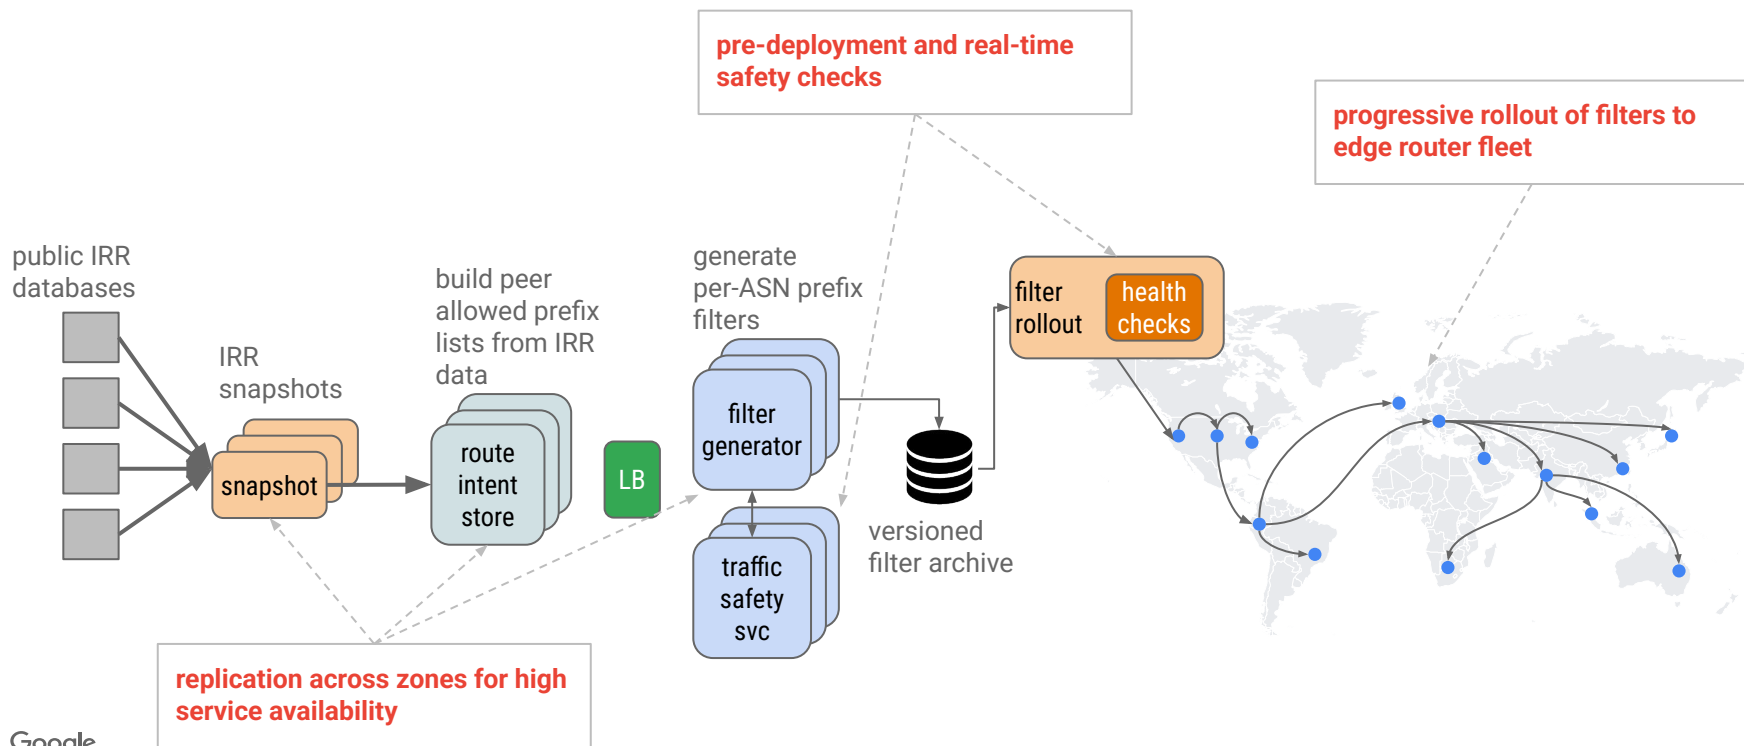 pre-deployment and real-time
safety checks
progressive rollout of filters to
edge router fleet
public IRR
databases
IRR
snapshots
snapshot
build peer
allowed prefix
lists from IRR
data
route
intent
store
LB
generate
per-ASN prefix
filters
filter
generator
traffic
safety
svc
versioned
filter archive
filter
rollout
health
checks
replication across zones for high
service availability
Google